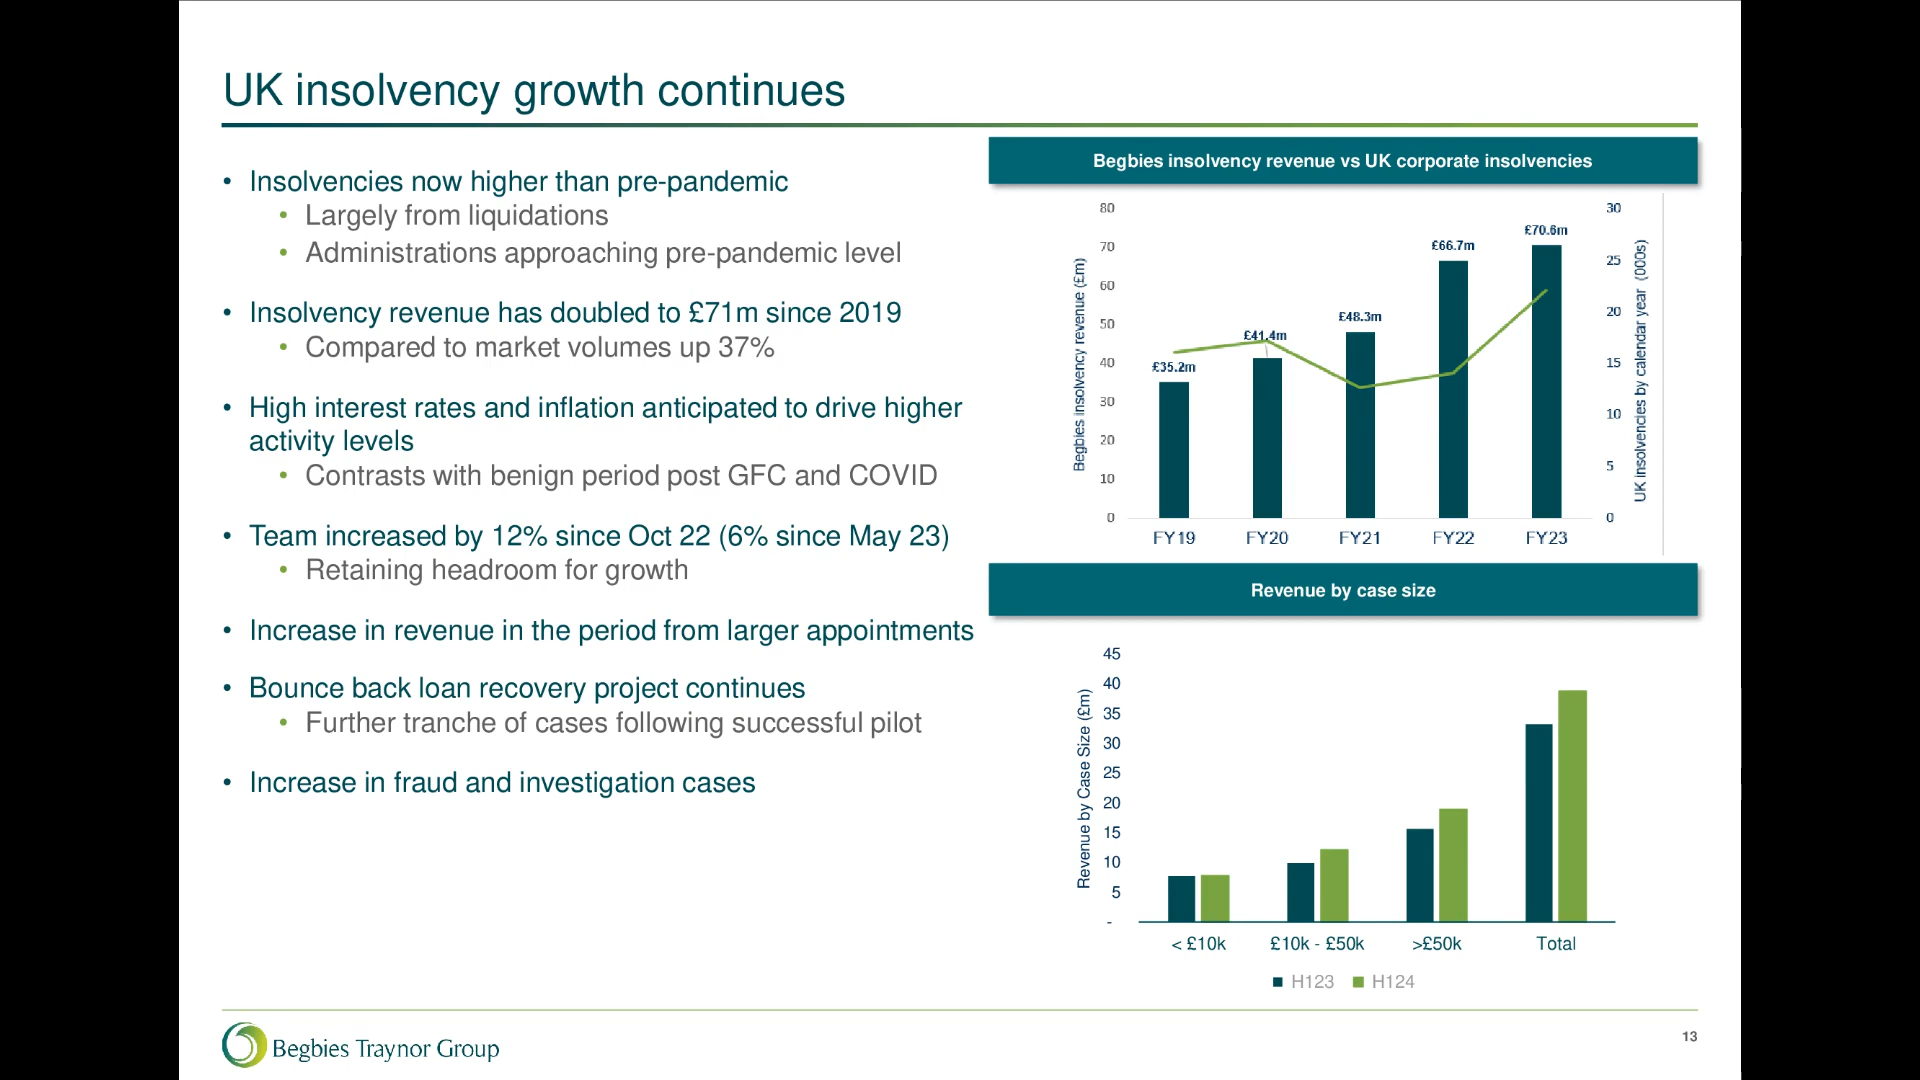 UK insolvency growth continues
• Insolvencies now higher than pre-pandemic
• Largely from liquidations
• Administrations approaching pre-pandemic level
• Insolvency revenue has doubled to £71m since 2019
• Compared to market volumes up 37%
• High interest rates and inflation anticipated to drive higher
activity levels
• Contrasts with benign period post GFC and COVID
• Team increased by 12% since Oct 22 (6% since May 23)
• Retaining headroom for growth
• Increase in revenue in the period from larger appointments
• Bounce back loan recovery project continues
• Further tranche of cases following successful pilot
• Increase in fraud and investigation cases
Begbies insolvency revenue vs UK corporate insolvencies
Begbies insolvency revenue (£m)
80
70
60
50
40
30
20
10
0
£35.2m
£41.4m
£48.3m
£66.7m
£70.6m
30
25
20
15
10
5
0
UK insolvencies by calendar year (000s)
FY19 FY20 FY21 FY22 FY23
Revenue by case size
Revenue by Case Size (£m)
45
40
35
30
25
20
15
10
5
-
< £10k £10k - £50k >£50k Total
H123 H124
Begbies Traynor Group
13